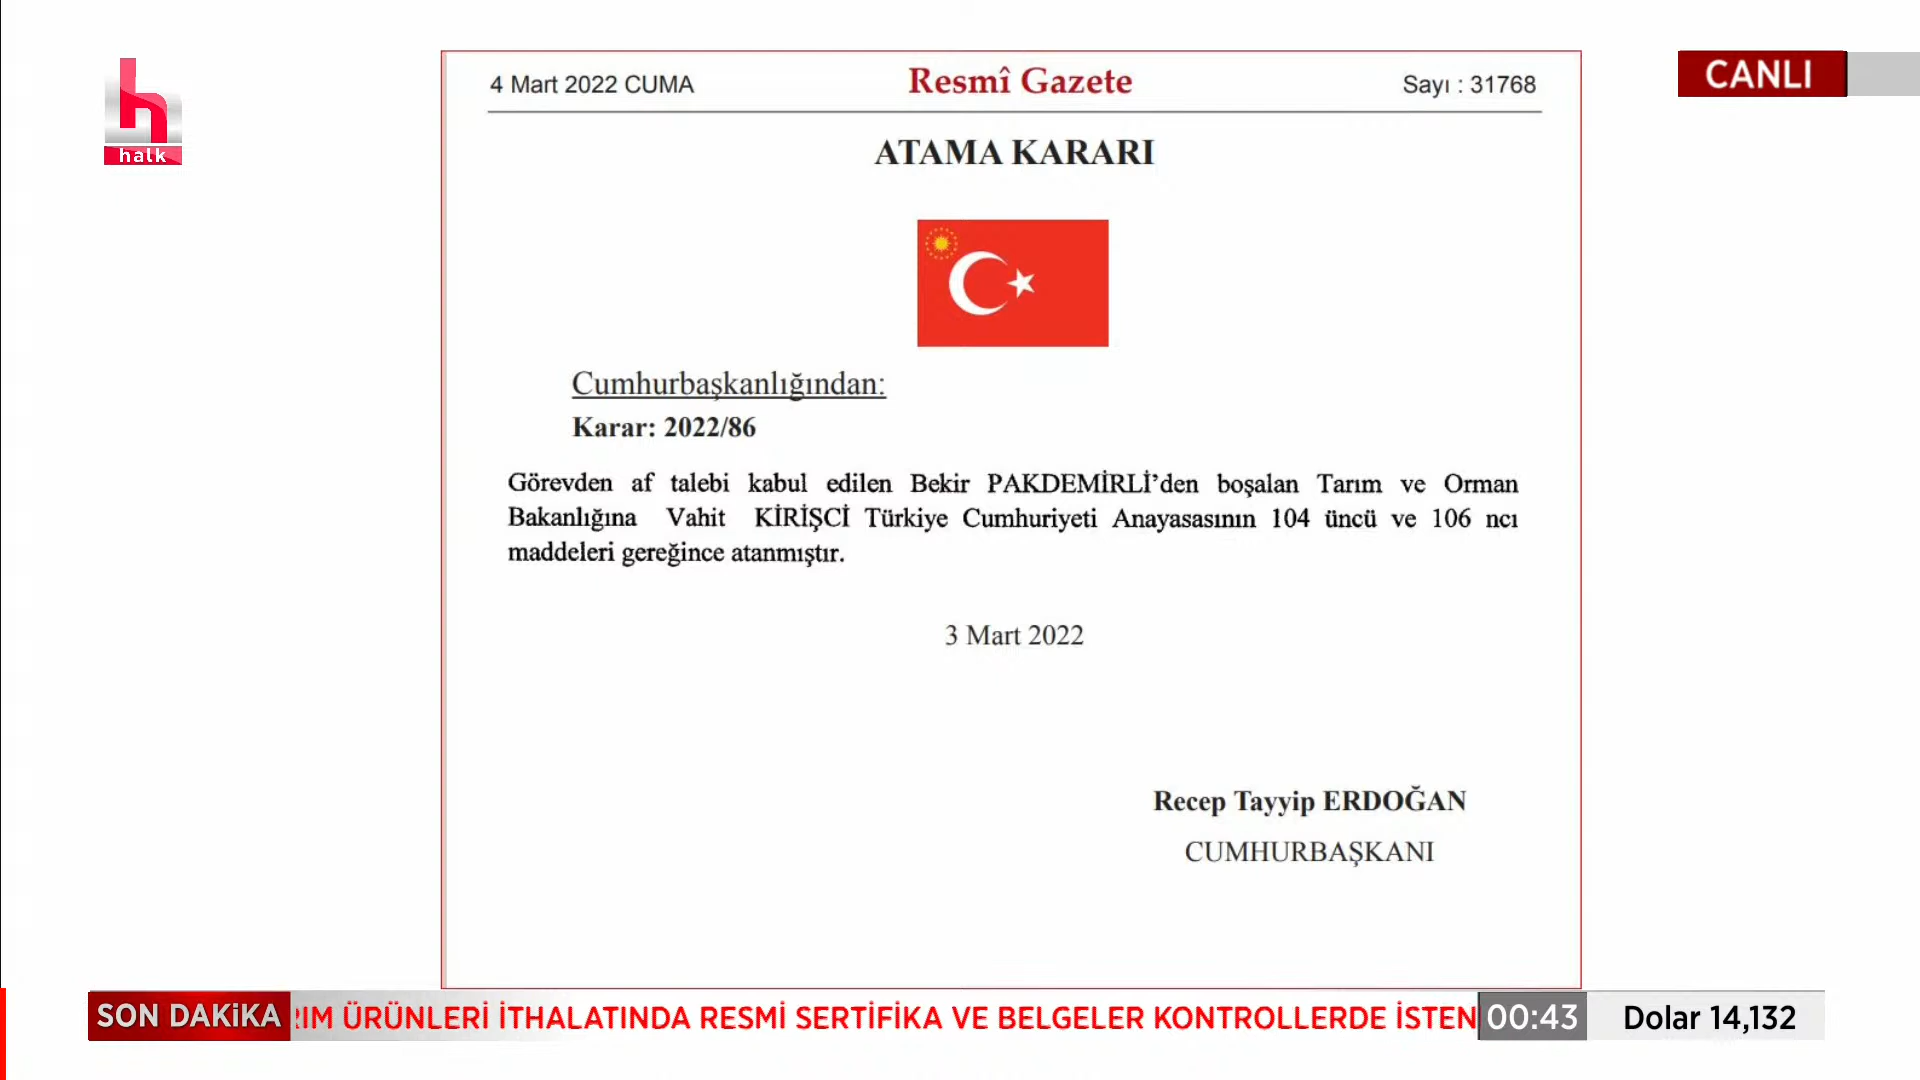 halk
CANLI
4 Mart 2022 CUMA
Resmî Gazete
Sayı : 31768
ATAMA KARARI
Cumhurbaşkanlığından:
Karar: 2022/86
Görevden af talebi kabul edilen Bekir PAKDEMİRLİ’den boşalan Tarım ve Orman
Bakanlığına Vahit KİRİŞCİ Türkiye Cumhuriyeti Anayasasının 104 üncü ve 106 ncı
maddeleri gereğince atanmıştır.
3 Mart 2022
Recep Tayyip ERDOĞAN
CUMHURBAŞKANI
SON DAKİKA
ÜRÜNLERİ İTHALATINDA RESMİ SERTİFİKA VE BELGELER KONTROLLERDE İSTEN
00:43
Dolar 14,132